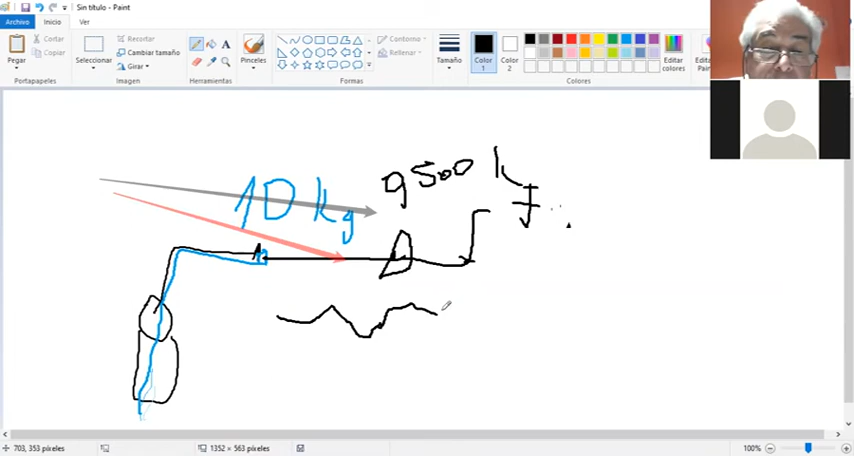 Sin título - Paint
Archivo Inicio Ver
Pegar
Cortar
Copiar
Portapapeles
Seleccionar
Recortar
Cambiar tamaño
Girar
Imagen
A
Herramientas
Pinceles
Contorno
Rellenar
Formas
Tamaño
Color 1
Color 2
Editar colores
Colores
10 kg
9500 kg
703, 353 píxeles
1352 × 563 píxeles
100%